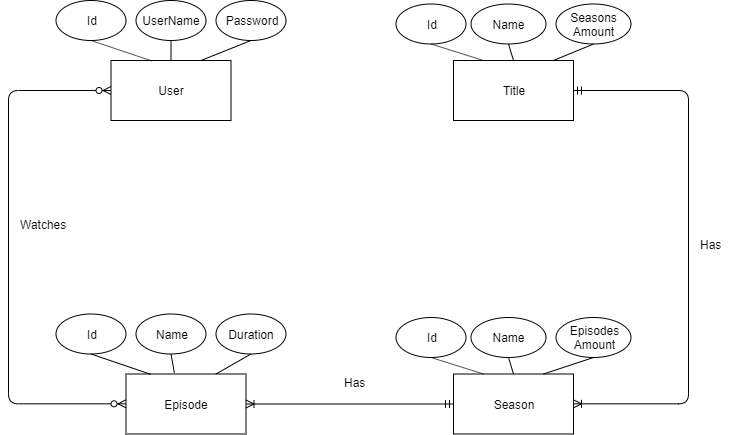 Id
UserName
Password
Id
Name
Seasons
Amount
User
Title
Watches
Has
Id
Name
Duration
Id
Name
Episodes
Amount
Has
Episode
Season